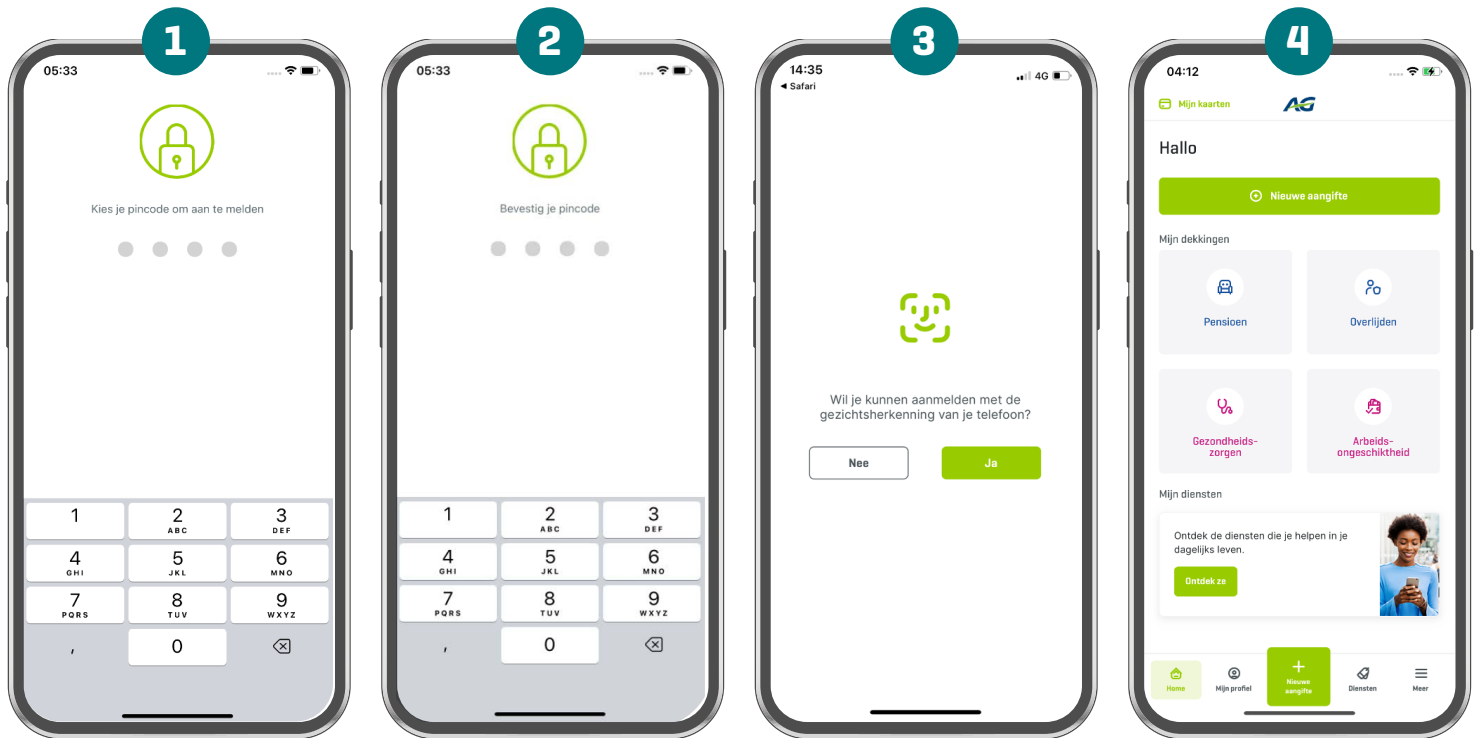 1
05:33
Kies je pincode om aan te melden
1
2
ABC
3
DEF
4
GHI
5
JKL
6
MNO
7
PQRS
8
TUV
9
WXYZ
,
0
2
05:33
Bevestig je pincode
1
2
ABC
3
DEF
4
GHI
5
JKL
6
MNO
7
PQRS
8
TUV
9
WXYZ
,
0
3
14:35
4G
◀ Safari
Wil je kunnen aanmelden met de
gezichtsherkenning van je telefoon?
Nee
Ja
4
04:12
Mijn kaarten
AG
Hallo
Nieuwe aangifte
Mijn dekkingen
Pensioen
Overlijden
Gezondheids-
zorgen
Arbeids-
ongeschiktheid
Mijn diensten
Ontdek de diensten die je helpen in je
dagelijks leven.
Ontdek ze
Home
Mijn profiel
Nieuwe
aangifte
Diensten
Meer